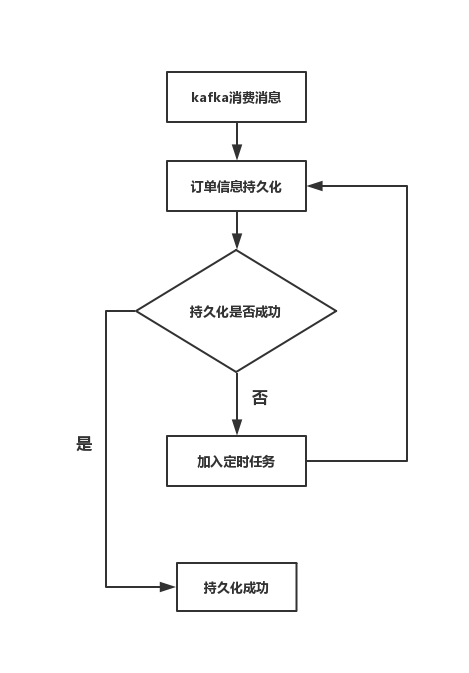 kafka消费消息
订单信息持久化
持久化是否成功
否
是
加入定时任务
持久化成功